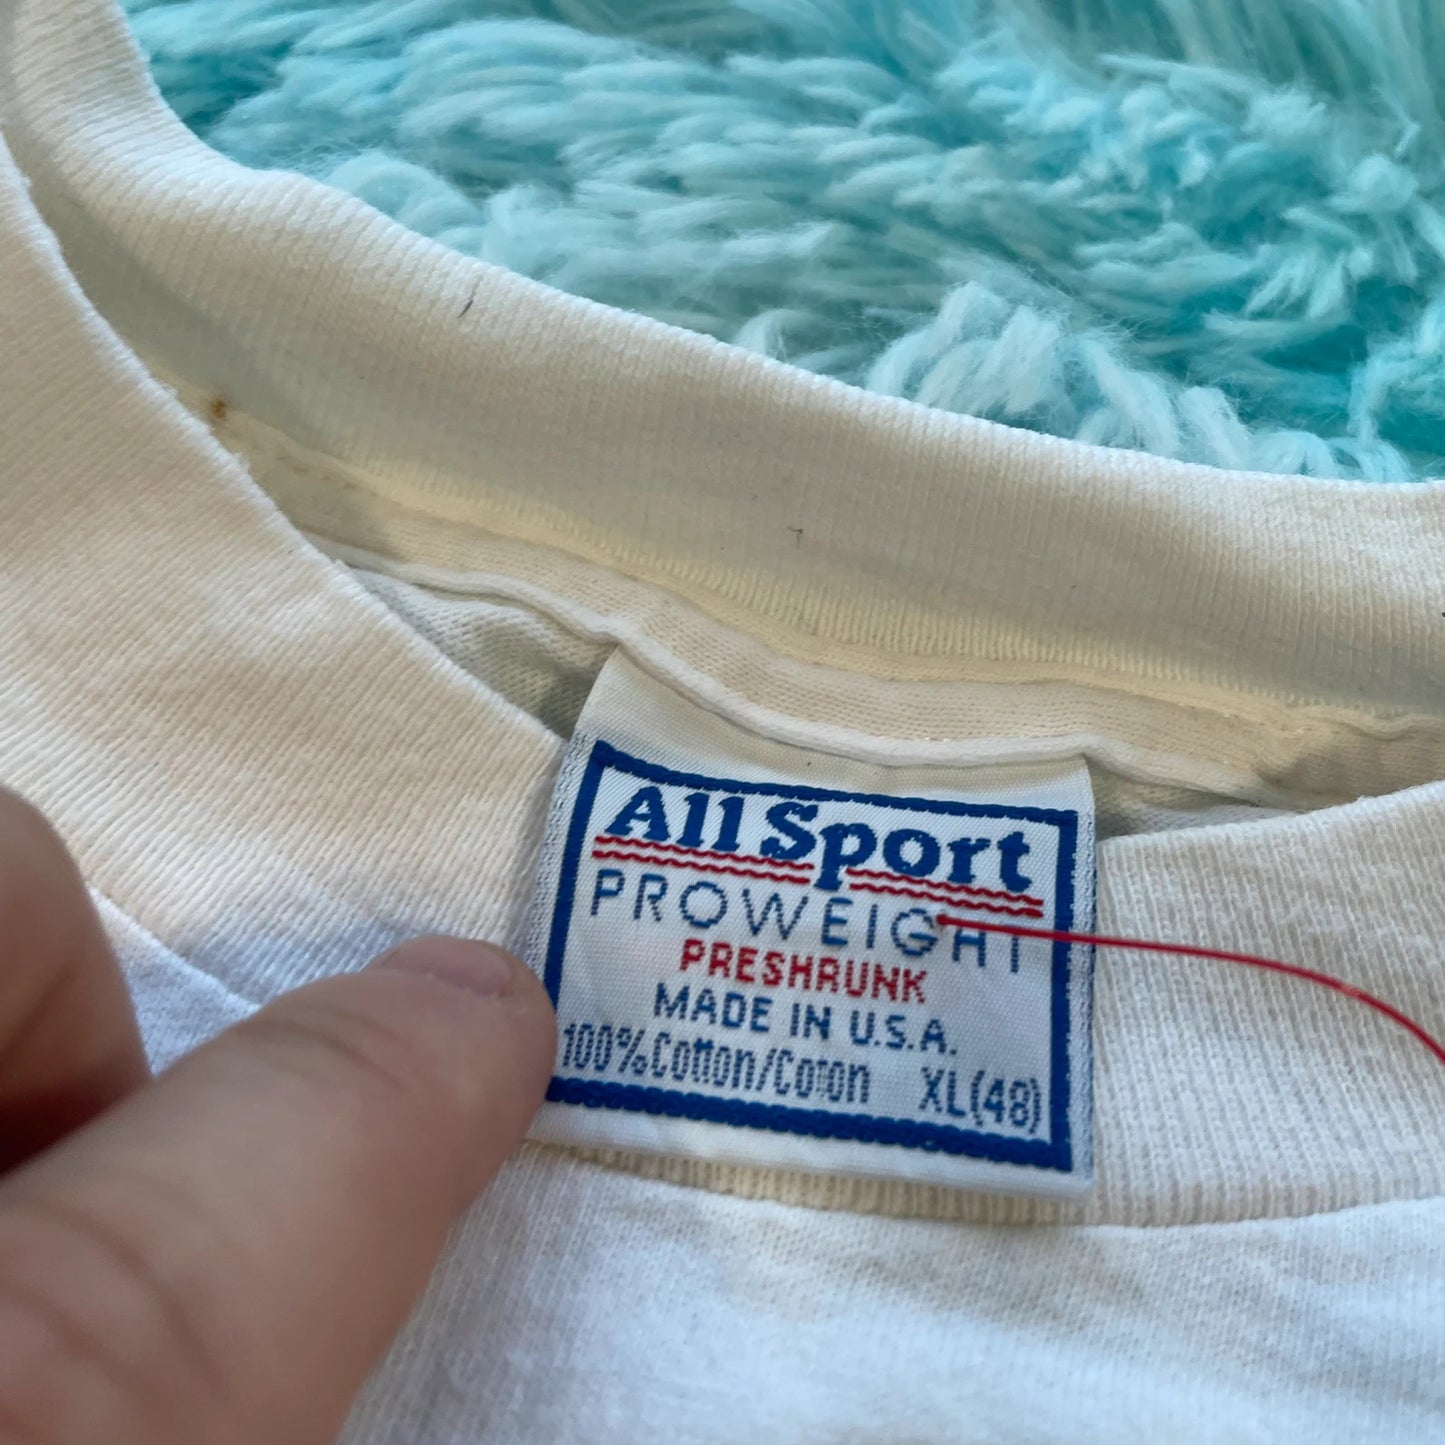 All Sport
PROWEIGHT
PRESHRUNK
MADE IN U.S.A.
100% Cotton/Coton XL(48)